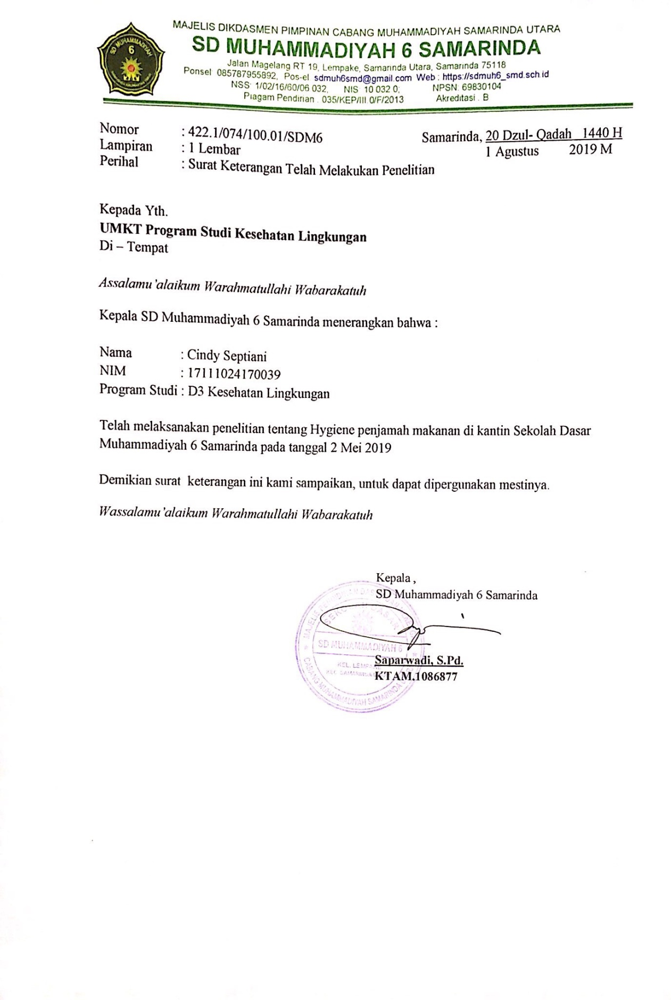 MAJELIS DIKDASMEN PIMPINAN CABANG MUHAMMADIYAH SAMARINDA UTARA
SD MUHAMMADIYAH 6 SAMARINDA
Jalan Magelang RT 19, Lempake, Samarinda Utara, Samarinda 75118
Ponsel 085787955892, Pos-el sdmuh6smd@gmail.com Web : https://sdmuh6_smd.sch.id
NSS: 1/02/16/60/06 032, NIS: 10 032 0; NPSN: 69830104
Piagam Pendirian . 035/KEP/III.0/F/2013 Akreditasi . B
SD MUHAMMADIYAH
6
Nomor : 422.1/074/100.01/SDM6 Samarinda, 20 Dzul- Qadah 1440 H
Lampiran : 1 Lembar 1 Agustus 2019 M
Perihal : Surat Keterangan Telah Melakukan Penelitian
Kepada Yth.
UMKT Program Studi Kesehatan Lingkungan
Di – Tempat
Assalamu'alaikum Warahmatullahi Wabarakatuh
Kepala SD Muhammadiyah 6 Samarinda menerangkan bahwa :
Nama : Cindy Septiani
NIM : 17111024170039
Program Studi : D3 Kesehatan Lingkungan
Telah melaksanakan penelitian tentang Hygiene penjamah makanan di kantin Sekolah Dasar
Muhammadiyah 6 Samarinda pada tanggal 2 Mei 2019
Demikian surat keterangan ini kami sampaikan, untuk dapat dipergunakan mestinya.
Wassalamu'alaikum Warahmatullahi Wabarakatuh
Kepala ,
SD Muhammadiyah 6 Samarinda
MAJELIS PENDIDIKAN DASAR
SEKOLAH DASAR
SD MUHAMMADIYAH 6
KEL. LEMPAKE
KEC. SAMARINDA
CABANG MUHAMMADIYAH SAMARINDA
Saparwadi, S.Pd.
KTAM.1086877